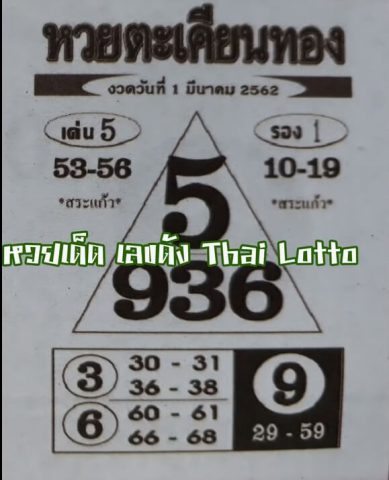 หวยตะเคียนทอง
งวดวันที่ 1 มีนาคม 2562
เด่น 5
รอง 1
53-56
10-19
*สระแก้ว*
*สระแก้ว*
5
หวยเด็ด เลขดัง Thai Lotto
936
3
30 - 31
36 - 38
6
60 - 61
66 - 68
9
29 - 59